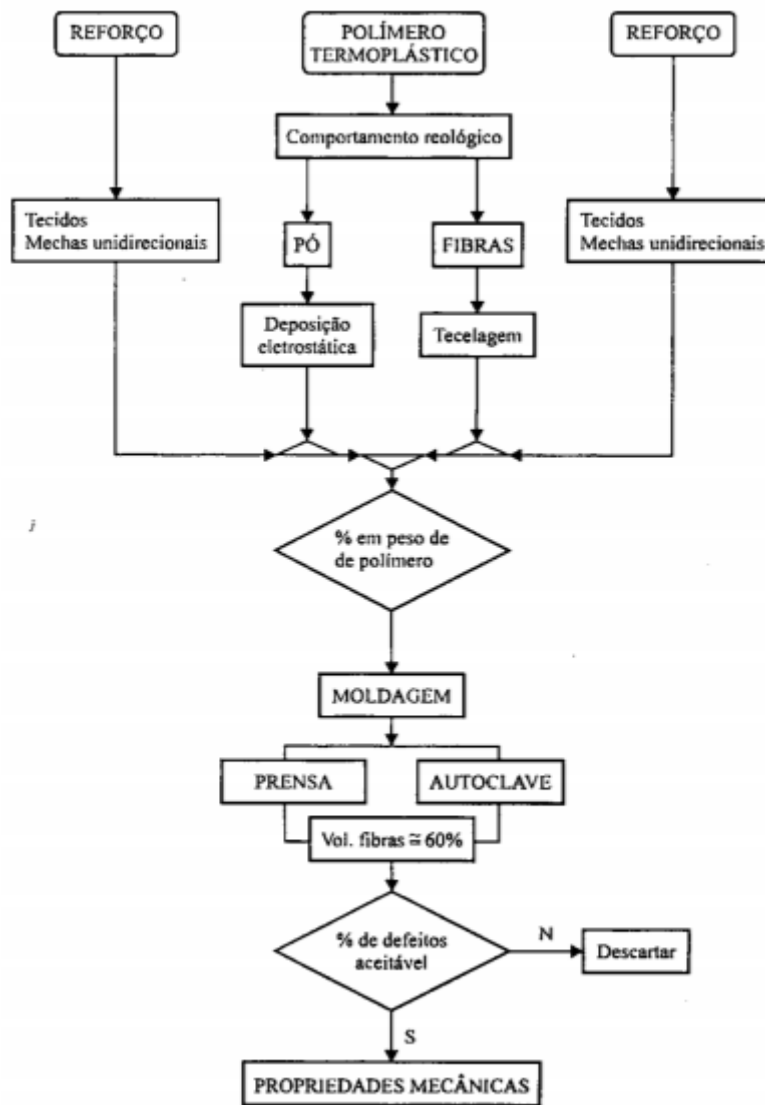 REFORÇO
POLÍMERO
TERMOPLÁSTICO
REFORÇO
Comportamento reológico
Tecidos
Mechas unidirecionais
PÓ
FIBRAS
Tecidos
Mechas unidirecionais
Deposição
eletrostática
Tecelagem
% em peso de
de polímero
MOLDAGEM
PRENSA
AUTOCLAVE
Vol. fibras ≅ 60%
% de defeitos
aceitável
N
Descartar
S
PROPRIEDADES MECÂNICAS